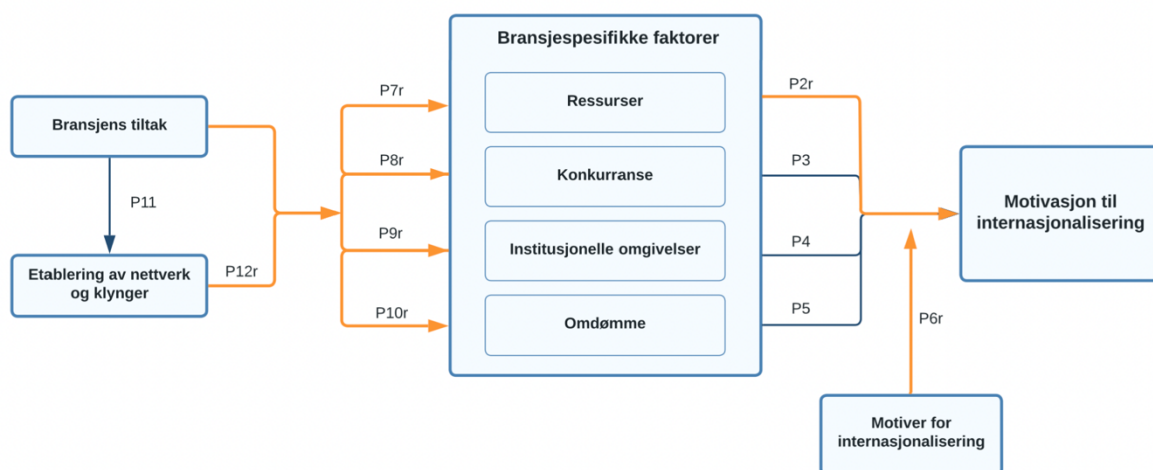 Bransjespesifikke faktorer
P7r
Ressurser
P2r
Bransjens tiltak
P8r
Konkurranse
P3
P11
Motivasjon til
internasjonalisering
P9r
Institusjonelle omgivelser
P4
Etablering av nettverk
og klynger
P12r
P10r
Omdømme
P5
P6r
Motiver for
internasjonalisering